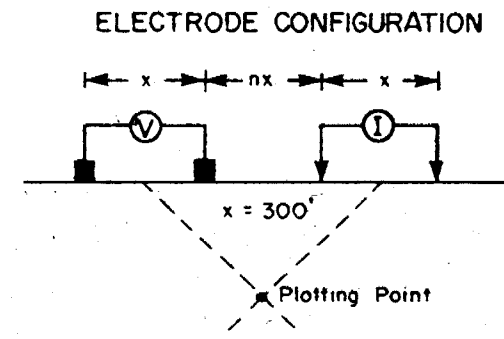 ELECTRODE CONFIGURATION
x nx x
V I
x = 300'
Plotting Point